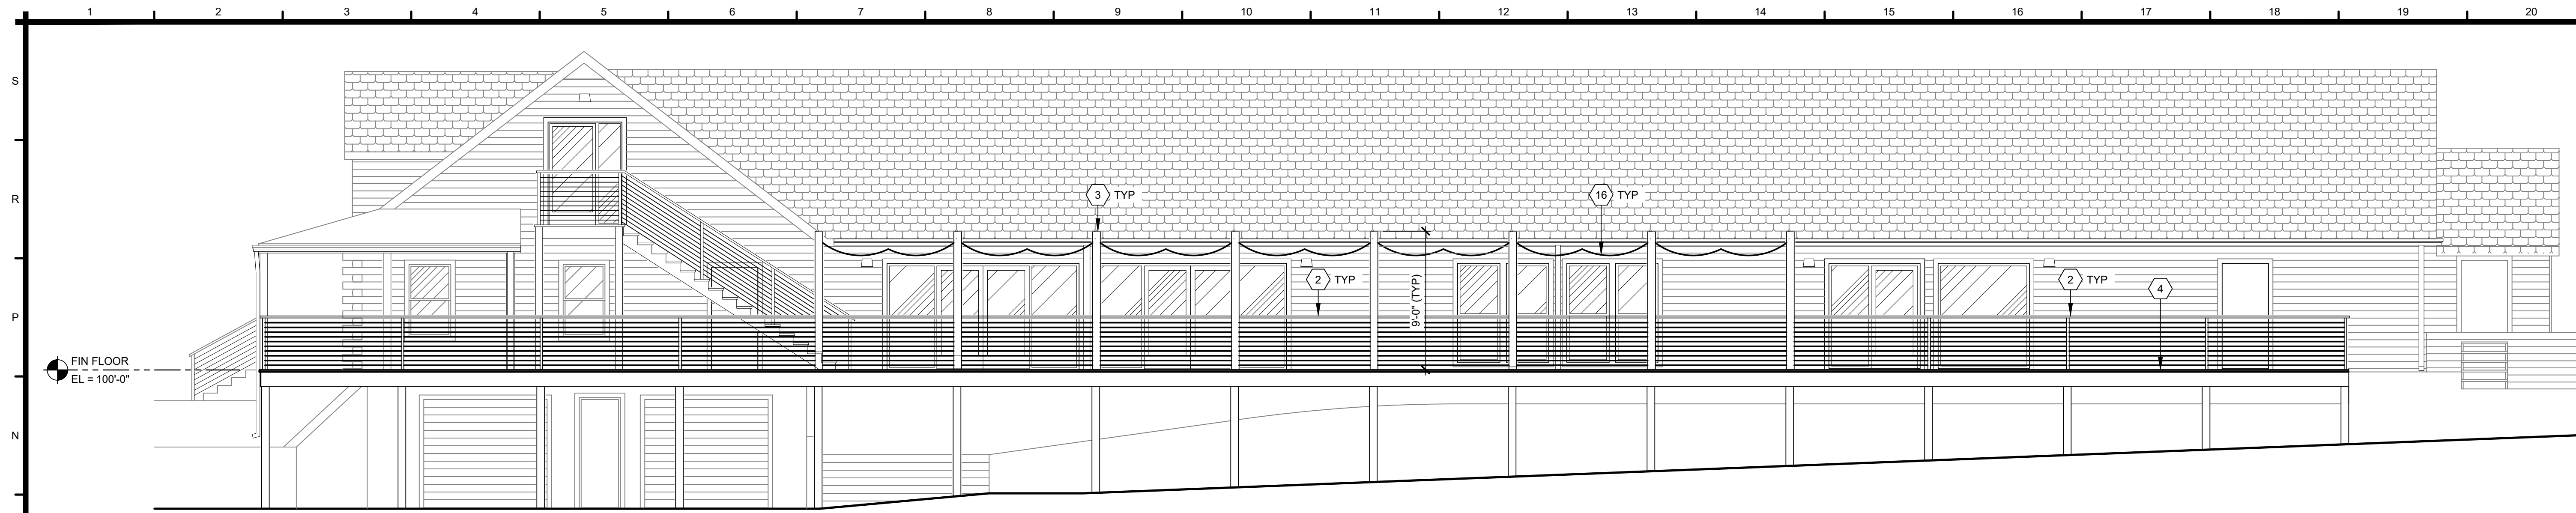 1 2 3 4 5 6 7 8 9 10 11 12 13 14 15 16 17 18 19 20
S
R
3 TYP
16 TYP
2 TYP
2 TYP
4
9'-0" (TYP)
P
FIN FLOOR
EL = 100'-0"
N